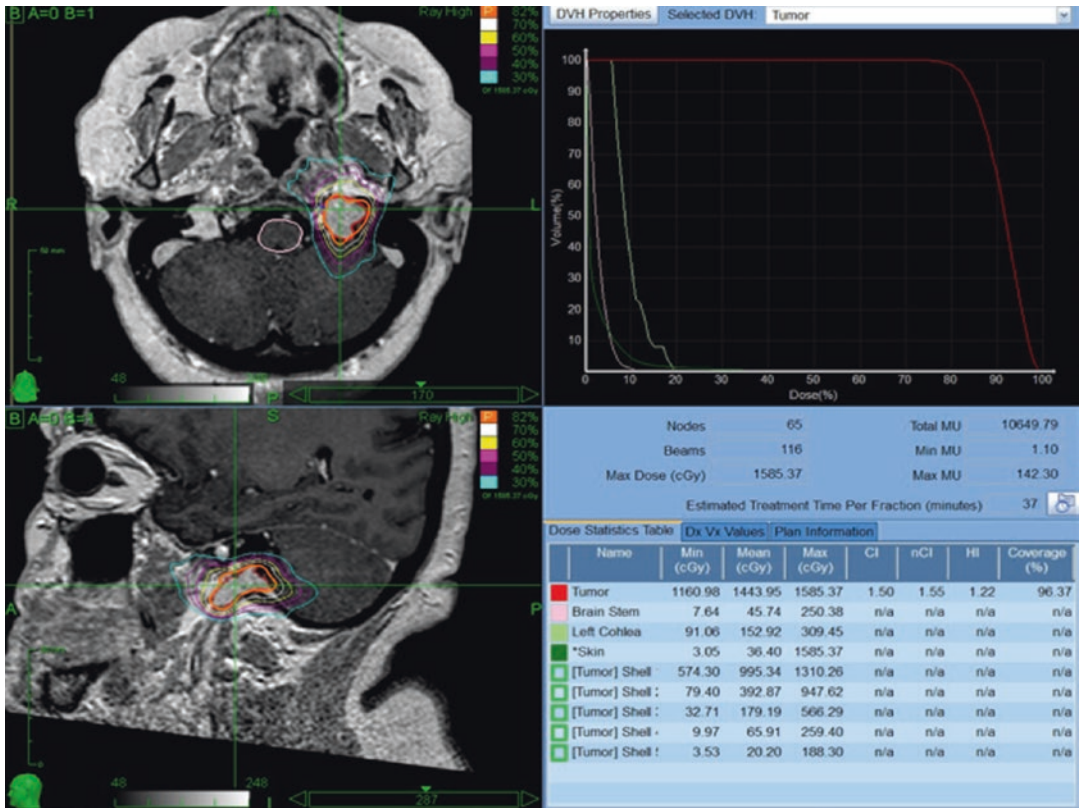 B A=0 B=1
Ray High
P 82%
70%
60%
50%
40%
30%
Of 1585.37 cGy
A
R
L
50 mm
48
P
170
B
S
Ray High
P 82%
70%
60%
50%
40%
30%
Of 1585.37 cGy
A
P
48
248
I
287
DVH Properties Selected DVH: Tumor
100
90
80
70
60
50
40
30
20
10
Volume(%)
0 10 20 30 40 50 60 70 80 90 100
Dose(%)
Nodes 65 Total MU 10649.79
Beams 116 Min MU 1.10
Max Dose (cGy) 1585.37 Max MU 142.30
Estimated Treatment Time Per Fraction (minutes) 37
Dose Statistics Table Dx Vx Values Plan Information
Name Min (cGy) Mean (cGy) Max (cGy) CI nCI HI Coverage (%)
Tumor 1160.98 1443.95 1585.37 1.50 1.55 1.22 96.37
Brain Stem 7.64 45.74 250.38 n/a n/a n/a n/a
Left Cohlea 91.06 152.92 309.45 n/a n/a n/a n/a
*Skin 3.05 36.40 1585.37 n/a n/a n/a n/a
[Tumor] Shell 574.30 995.34 1310.26 n/a n/a n/a n/a
[Tumor] Shell 79.40 392.87 947.62 n/a n/a n/a n/a
[Tumor] Shell 32.71 179.19 566.29 n/a n/a n/a n/a
[Tumor] Shell 9.97 65.91 259.40 n/a n/a n/a n/a
[Tumor] Shell 3.53 20.20 188.30 n/a n/a n/a n/a